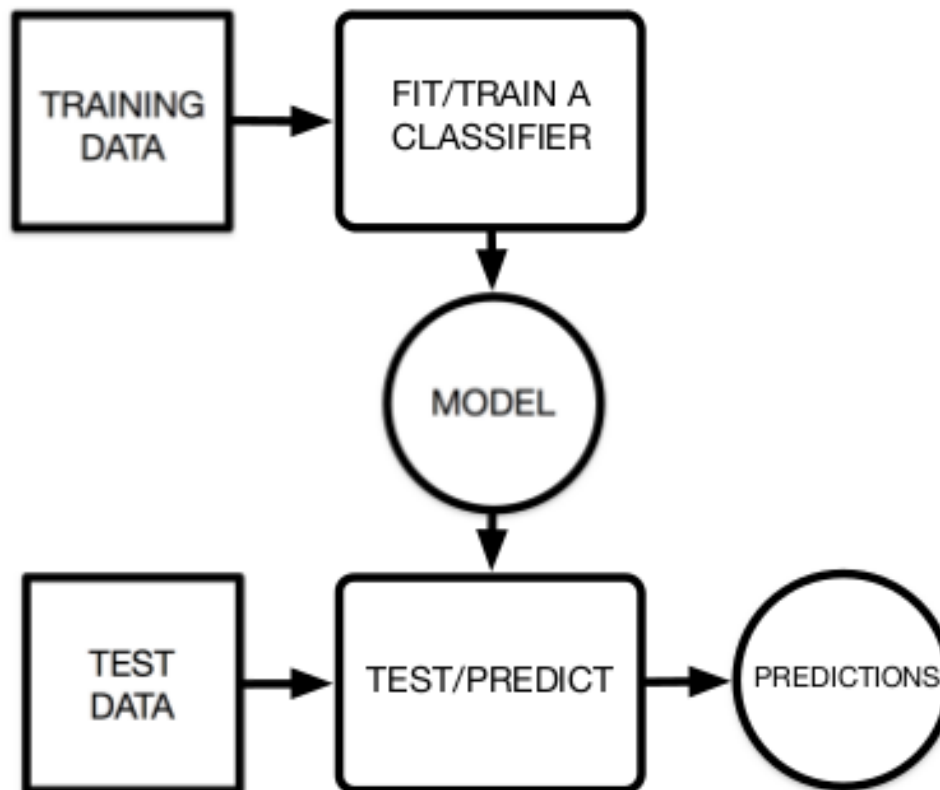 TRAINING
DATA
FIT/TRAIN A
CLASSIFIER
MODEL
TEST
DATA
TEST/PREDICT
PREDICTIONS